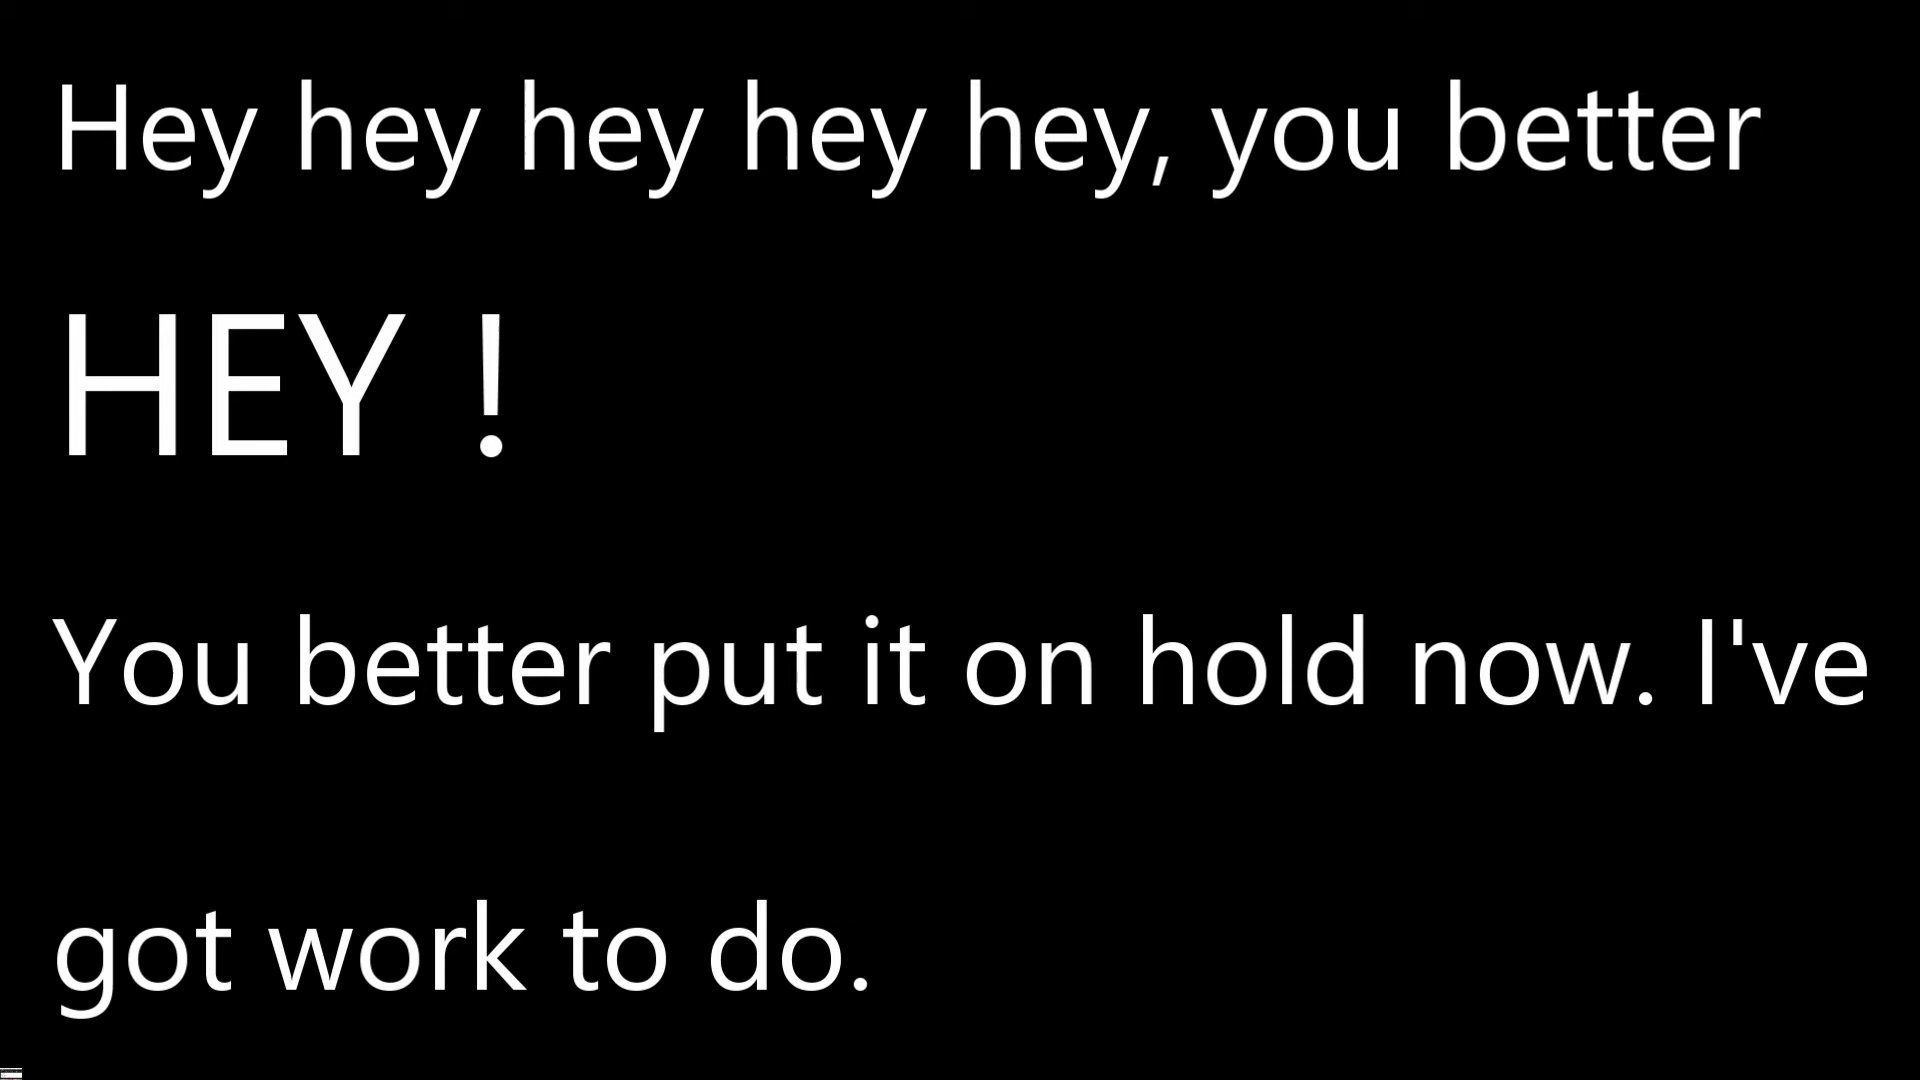 Hey hey hey hey hey, you better
HEY !
You better put it on hold now. I've
got work to do.